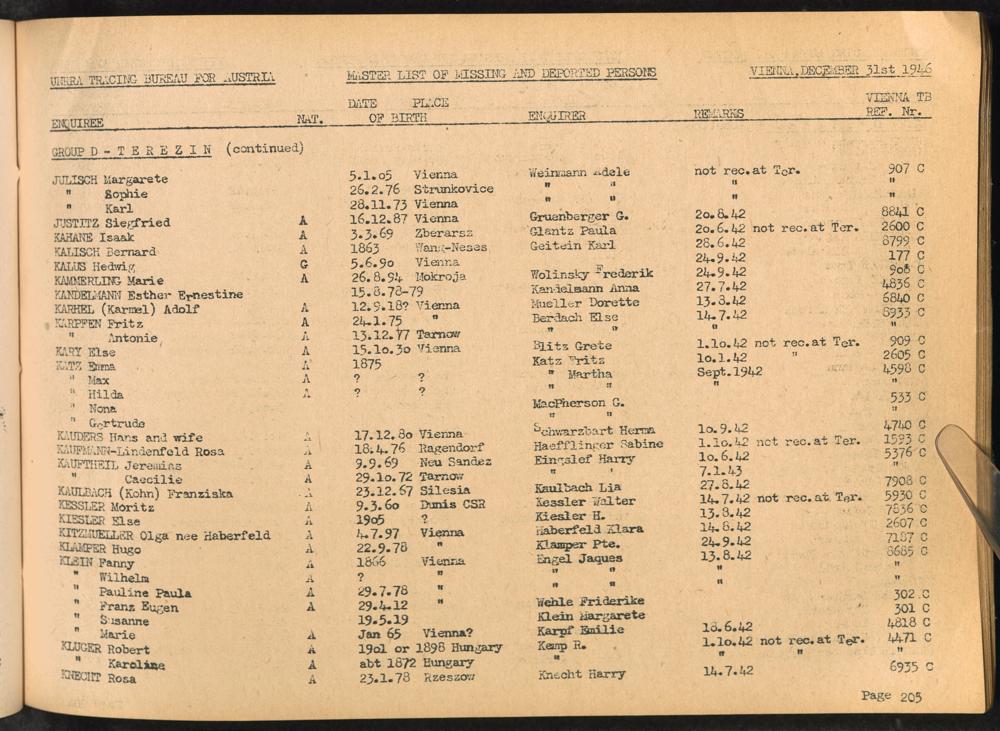 UNRRA TRACING BUREAU FOR AUSTRIA MASTER LIST OF MISSING AND DEPORTED PERSONS VIENNA, DECEMBER 31st 1946
DATE PLACE VIENNA TB
ENQUIREE NAT. OF BIRTH ENQUIRER REMARKS REF. Nr.
GROUP D - T E R E Z I N (continued)
JULISCH Margarete 5.1.05 Vienna Weinmann Adele not rec.at Ter. 907 C
" Sophie 26.2.76 Strunkovice " " " "
" Karl 28.11.73 Vienna " " " "
JUSTITZ Siegfried A 16.12.87 Vienna Gruenberger G. 20.8.42 8841 C
KAHANE Isaak A 3.3.69 Zberarsz Glantz Paula 20.6.42 not rec.at Ter. 2600 C
KALISCH Bernard A 1863 Wang-Neses Geitein Karl 28.6.42 8799 C
KALUS Hedwig G 5.6.90 Vienna 24.9.42 177 C
KAMMERLING Marie A 26.8.94 Mokroja Wolinsky Frederik 24.9.42 908 C
KANDELMANN Esther Ernestine 15.8.78-79 Kandelmann Anna 27.7.42 4836 C
KARHEL (Karmel) Adolf A 12.9.18? Vienna Mueller Dorette 13.8.42 6840 C
KARPFEN Fritz A 24.1.75 " Berdach Else 14.7.42 8933 C
" Antonie A 13.12.77 Tarnow " " " "
KARY Else A 15.10.30 Vienna Blitz Grete 1.10.42 not rec.at Ter. 909 C
KATZ Emma A 1875 Katz Fritz 10.1.42 " 2605 C
" Max A ? ? " Martha Sept.1942 4598 C
" Hilda A ? ? " " " "
" Nona MacPherson G. 533 C
" Gertrude " " "
KAUDERS Hans and wife A 17.12.80 Vienna Schwarzbart Herma 10.9.42 4740 C
KAUFMANN-Lindenfeld Rosa A 18.4.76 Ragendorf Haefflinger Sabine 1.10.42 not rec.at Ter. 1593 C
KAUFTHEIL Jeremias A 9.9.69 Neu Sandez Eingslef Harry 10.6.42 5376 C
" Caecilie A 29.10.72 Tarnow " ' 7.1.43 "
KAULBACH (Kohn) Franziska A 23.12.67 Silesia Kaulbach Lia 27.8.42 7908 C
KESSLER Moritz A 9.3.60 Dunis CSR Kessler Walter 14.7.42 not rec.at Ter. 5930 C
KIESLER Else A 1905 ? Kiesler H. 13.8.42 7836 C
KITZMUELLER Olga nee Haberfeld A 4.7.97 Vienna Haberfeld Klara 14.8.42 2607 C
KLAMPER Hugo A 22.9.78 " Klamper Pte. 24.9.42 7187 C
KLEIN Fanny A 1866 Vienna Engel Jaques 13.8.42 8685 C
" Wilhelm A ? " " " " "
" Pauline Paula A 29.7.78 " " " " "
" Franz Eugen A 29.4.12 " Wehle Friderike 302 C
" Susanne 19.5.19 Klein Margarete 301 C
" Marie A Jan 65 Vienna? Karpf Emilie 18.6.42 4818 C
KLUGER Robert A 1901 or 1898 Hungary Kemp R. 1.10.42 not rec.at Ter. 4471 C
" Karoline A abt 1872 Hungary " " " "
KNECHT Rosa A 23.1.78 Rzeszow Knecht Harry 14.7.42 6935 C
Page 205